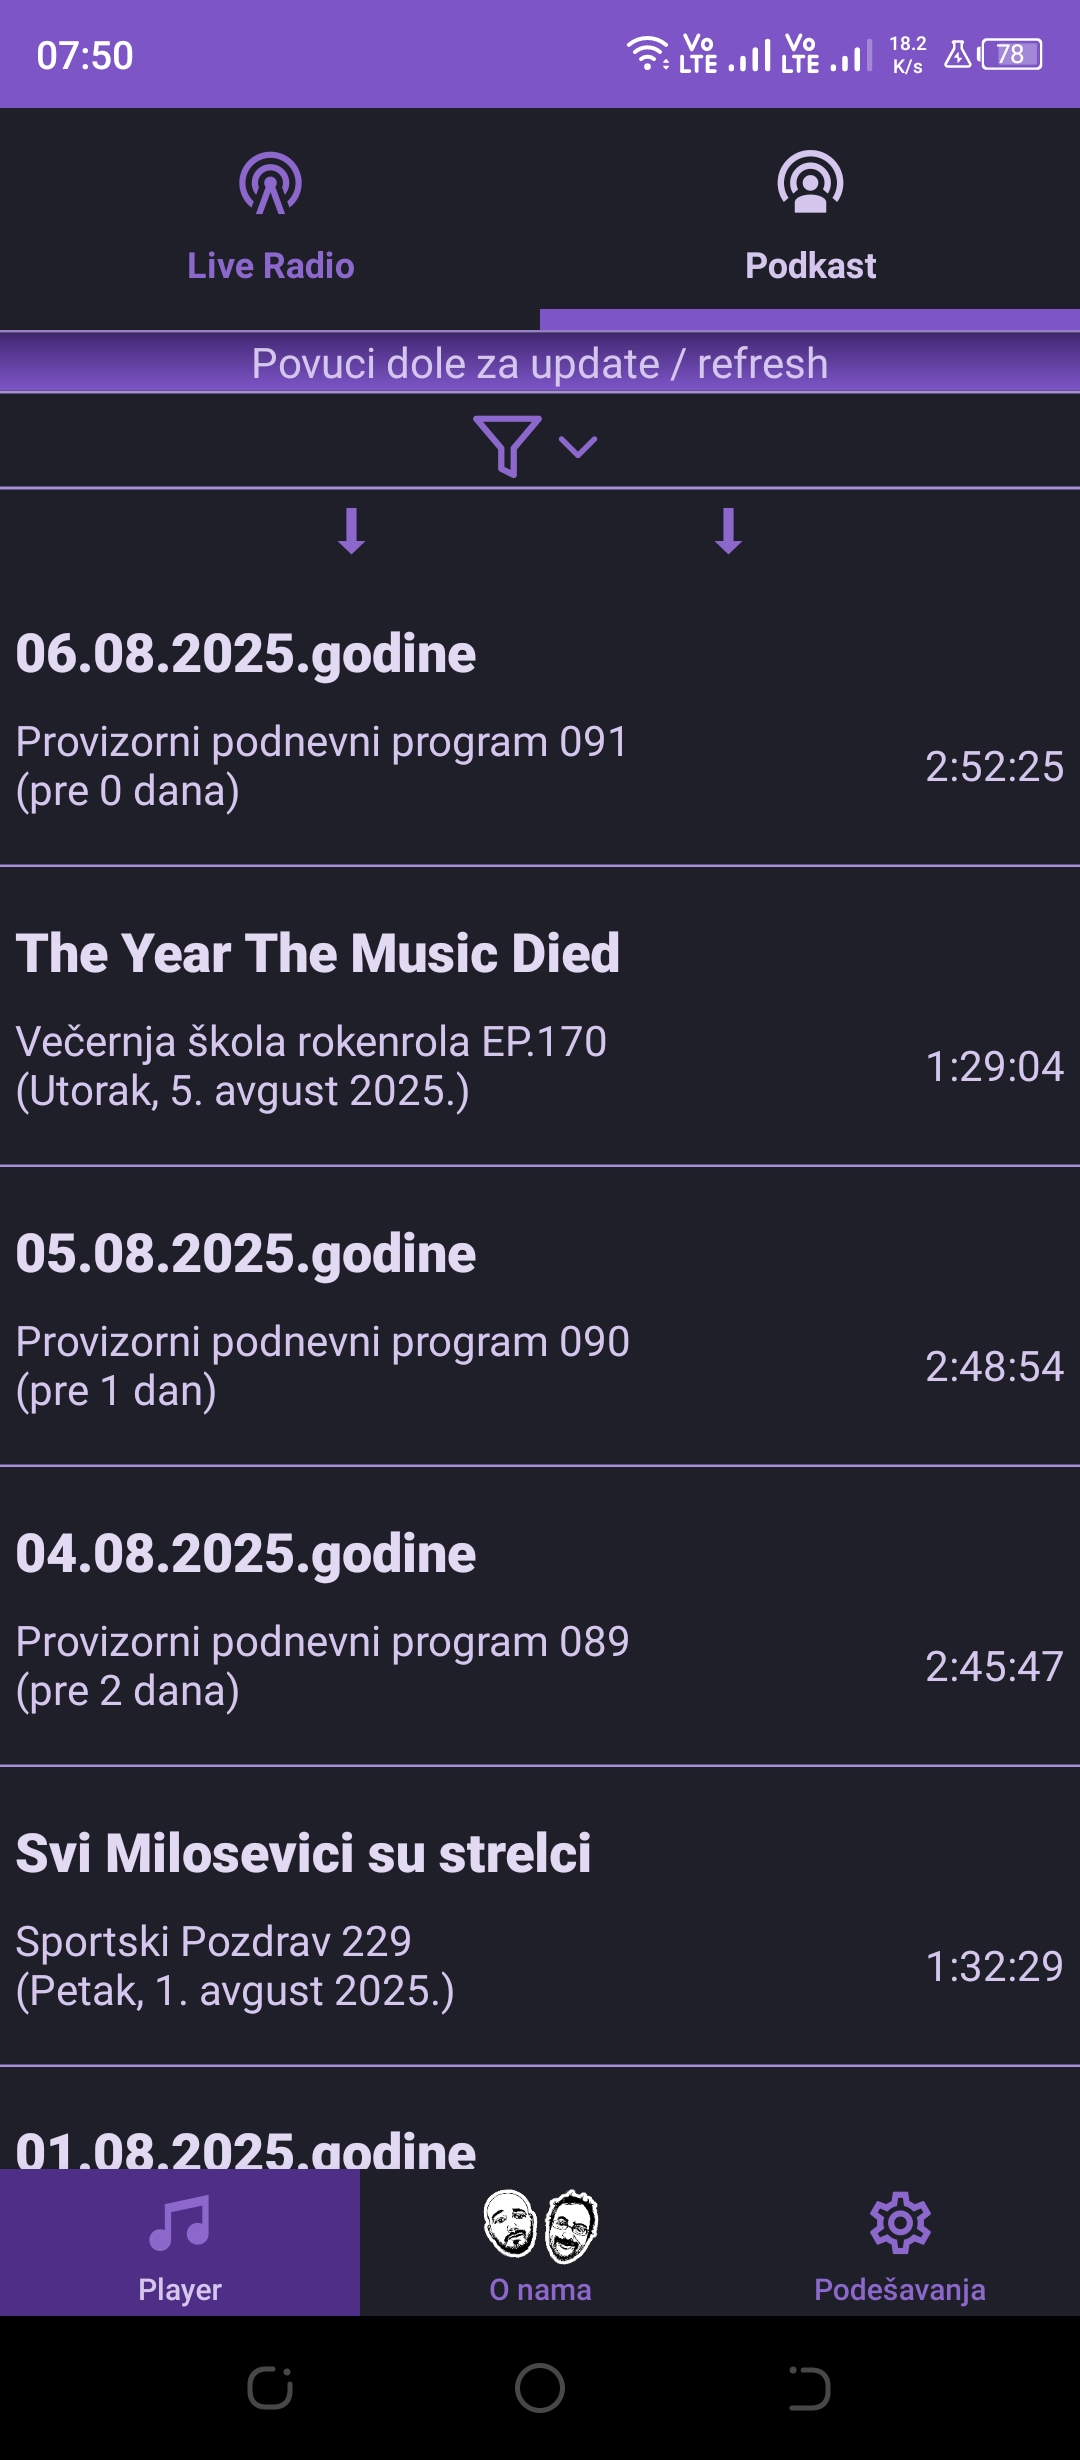 07:50
Vo LTE
Vo LTE
18.2 K/s
78
Live Radio
Podkast
Povuci dole za update / refresh
06.08.2025.godine
Provizorni podnevni program 091
(pre 0 dana)
2:52:25
The Year The Music Died
Večernja škola rokenrola EP.170
(Utorak, 5. avgust 2025.)
1:29:04
05.08.2025.godine
Provizorni podnevni program 090
(pre 1 dan)
2:48:54
04.08.2025.godine
Provizorni podnevni program 089
(pre 2 dana)
2:45:47
Svi Milosevici su strelci
Sportski Pozdrav 229
(Petak, 1. avgust 2025.)
1:32:29
01.08.2025.godine
Player
O nama
Podešavanja